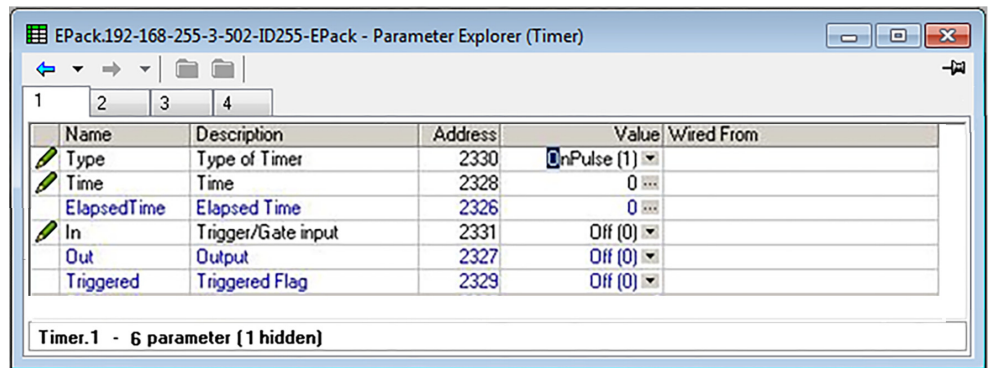 EPack.192-168-255-3-502-ID255-EPack - Parameter Explorer (Timer)
1 2 3 4
Name Description Address Value Wired From
Type Type of Timer 2330 OnPulse (1)
Time Time 2328 0 ...
ElapsedTime Elapsed Time 2326 0 ...
In Trigger/Gate input 2331 Off (0)
Out Output 2327 Off (0)
Triggered Triggered Flag 2329 Off (0)
Timer.1 - 6 parameter (1 hidden)